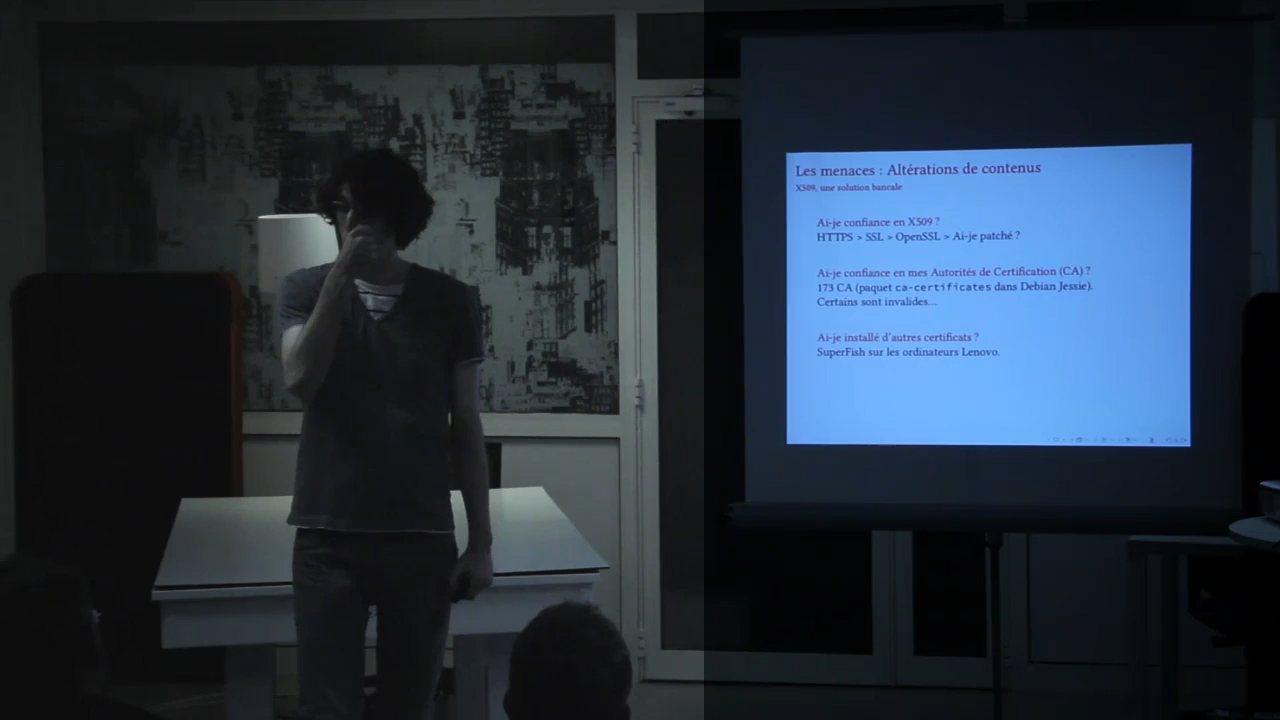 Les menaces : Altérations de contenus
X509, une solution bancale
Ai-je confiance en X509 ?
HTTPS > SSL > OpenSSL > Ai-je patché ?
Ai-je confiance en mes Autorités de Certification (CA) ?
173 CA (paquet ca-certificates dans Debian Jessie).
Certains sont invalides...
Ai-je installé d'autres certificats ?
SuperFish sur les ordinateurs Lenovo.